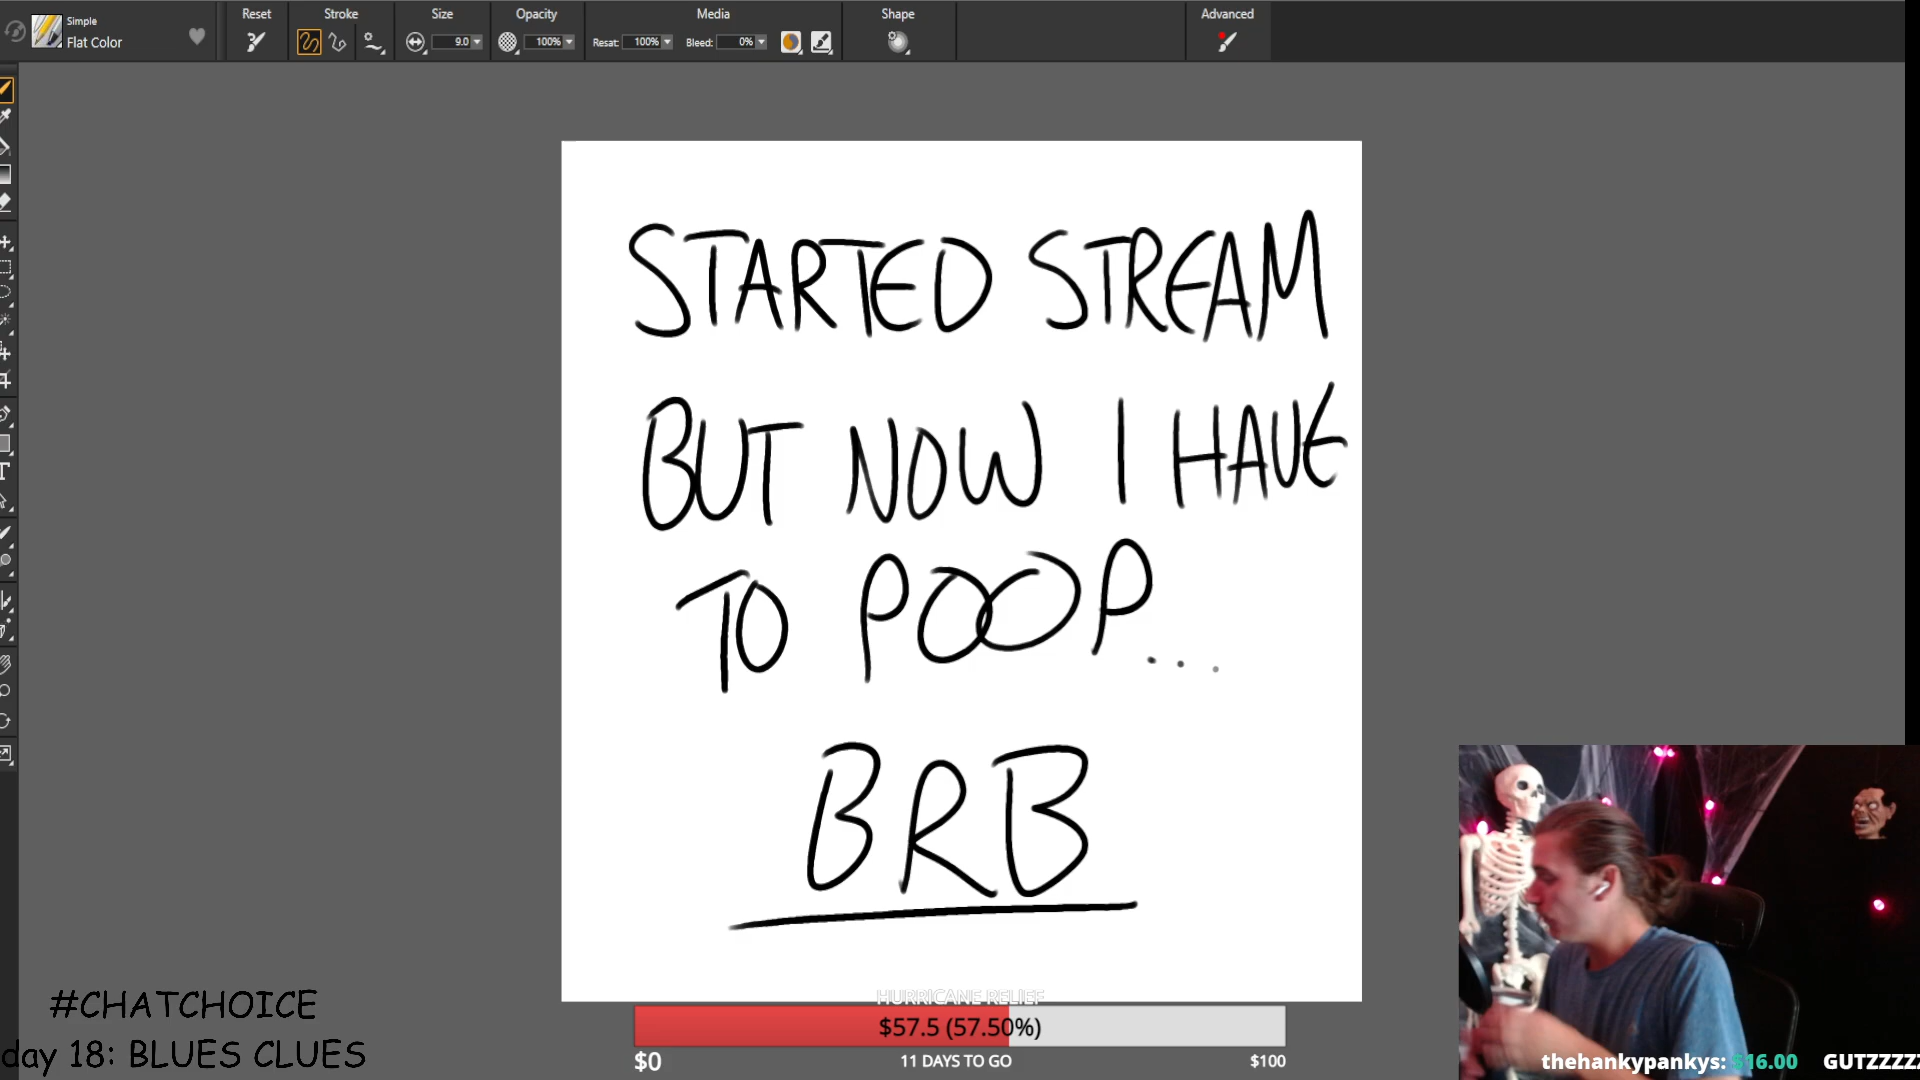 Simple
Flat Color
Reset
Stroke
Size
9.0
Opacity
100%
Media
Resat: 100%
Bleed: 0%
Shape
Advanced
STARTED STREAM
BUT NOW I HAVE
TO POOP...
BRB
HURRICANE RELIEF
$57.5 (57.50%)
$0
11 DAYS TO GO
$100
#CHATCHOICE
day 18: BLUES CLUES
thehankypankys: $16.00
GUTZZZZZ